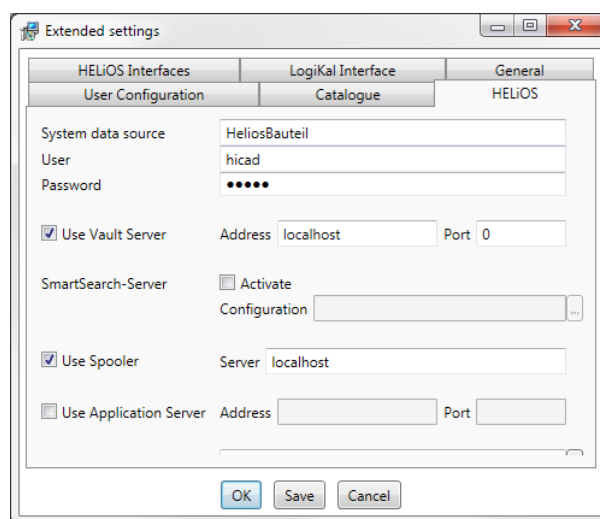 Extended settings
HELiOS Interfaces LogiKal Interface General
User Configuration Catalogue HELiOS
System data source HeliosBauteil
User hicad
Password •••••
Use Vault Server Address localhost Port 0
SmartSearch-Server Activate
Configuration ...
Use Spooler Server localhost
Use Application Server Address Port
OK Save Cancel